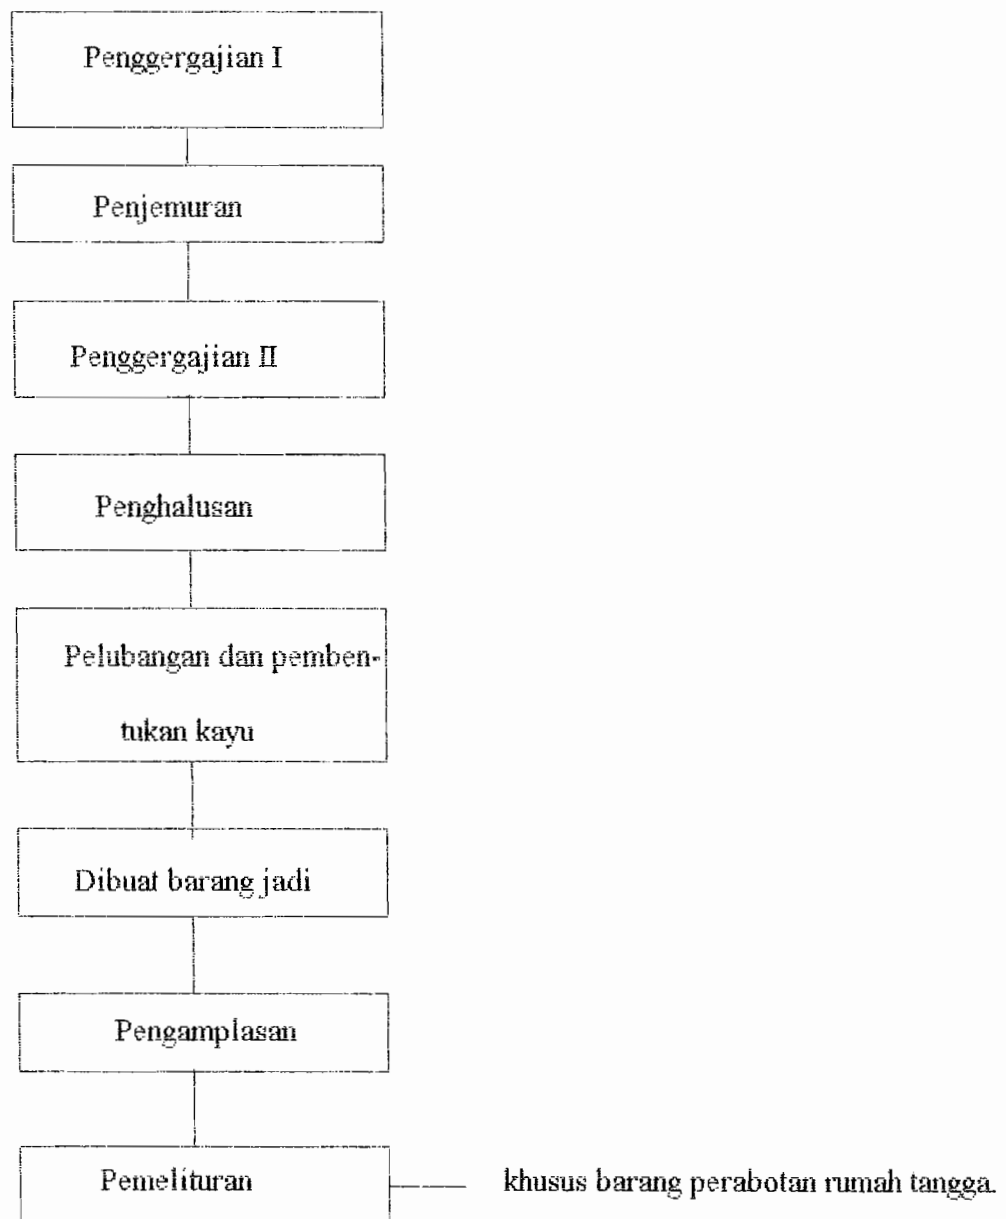 Penggergajian I
Penjemuran
Penggergajian II
Penghalusan
Pelubangan dan pemben-
tukan kayu
Dibuat barang jadi
Pengamplasan
Pemelituran
khusus barang perabotan rumah tangga.